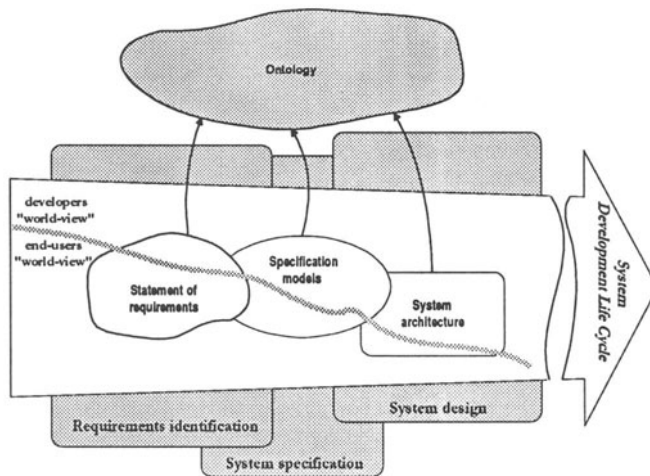 Ontology
developers
"world-view"
end-users
"world-view"
Statement of
requirements
Specification
models
System
architecture
System
Development Life Cycle
Requirements identification
System design
System specification